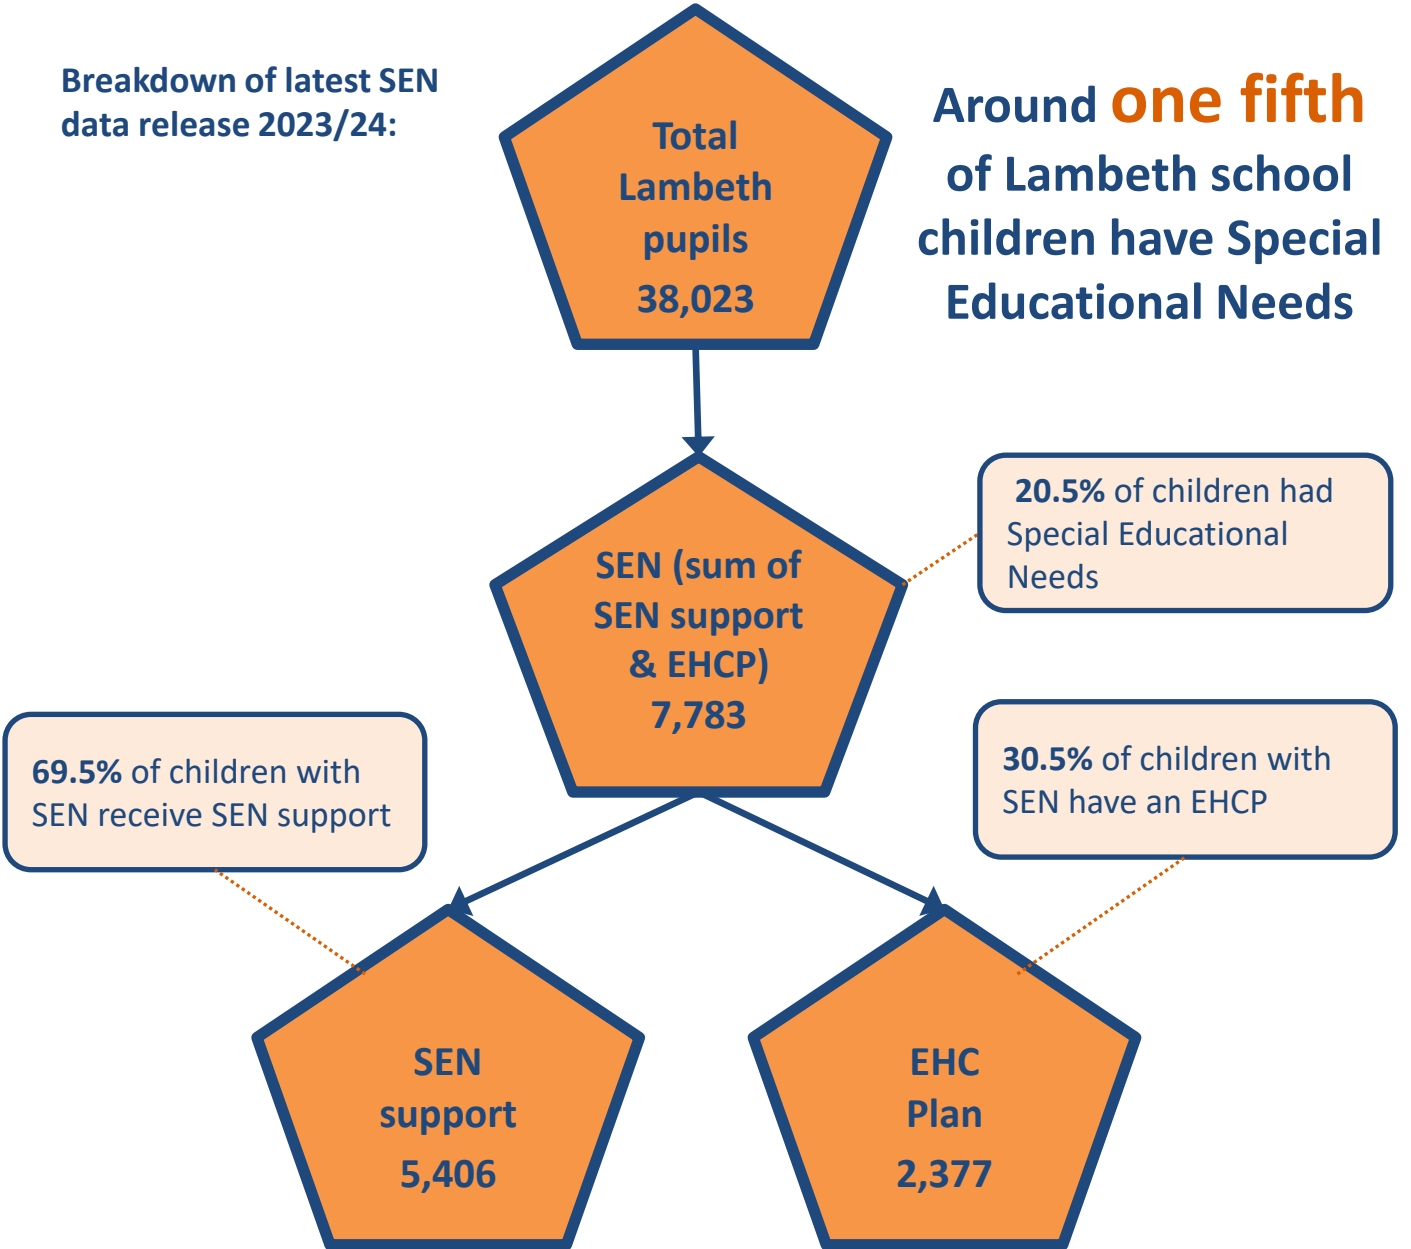 Breakdown of latest SEN
data release 2023/24:
Total
Lambeth
pupils
38,023
Around one fifth
of Lambeth school
children have Special
Educational Needs
SEN (sum of
SEN support
& EHCP)
7,783
20.5% of children had
Special Educational
Needs
69.5% of children with
SEN receive SEN support
30.5% of children with
SEN have an EHCP
SEN
support
5,406
EHC
Plan
2,377